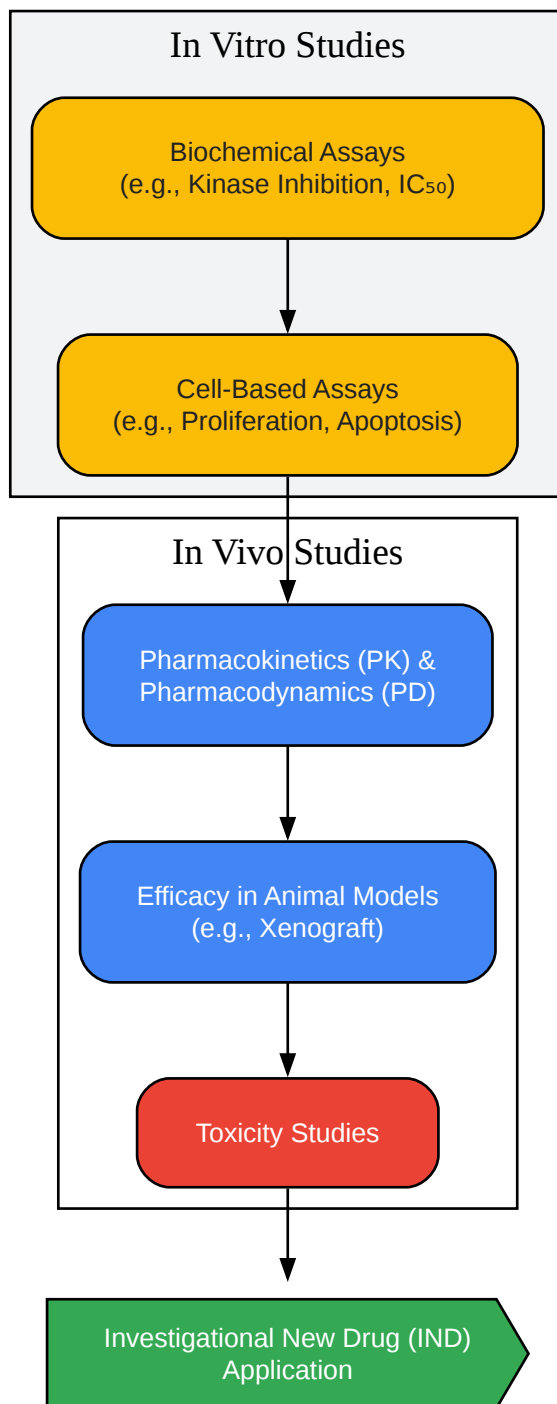 In Vitro Studies
Biochemical Assays
(e.g., Kinase Inhibition, IC₅₀)
Cell-Based Assays
(e.g., Proliferation, Apoptosis)
In Vivo Studies
Pharmacokinetics (PK) &
Pharmacodynamics (PD)
Efficacy in Animal Models
(e.g., Xenograft)
Toxicity Studies
Investigational New Drug (IND)
Application